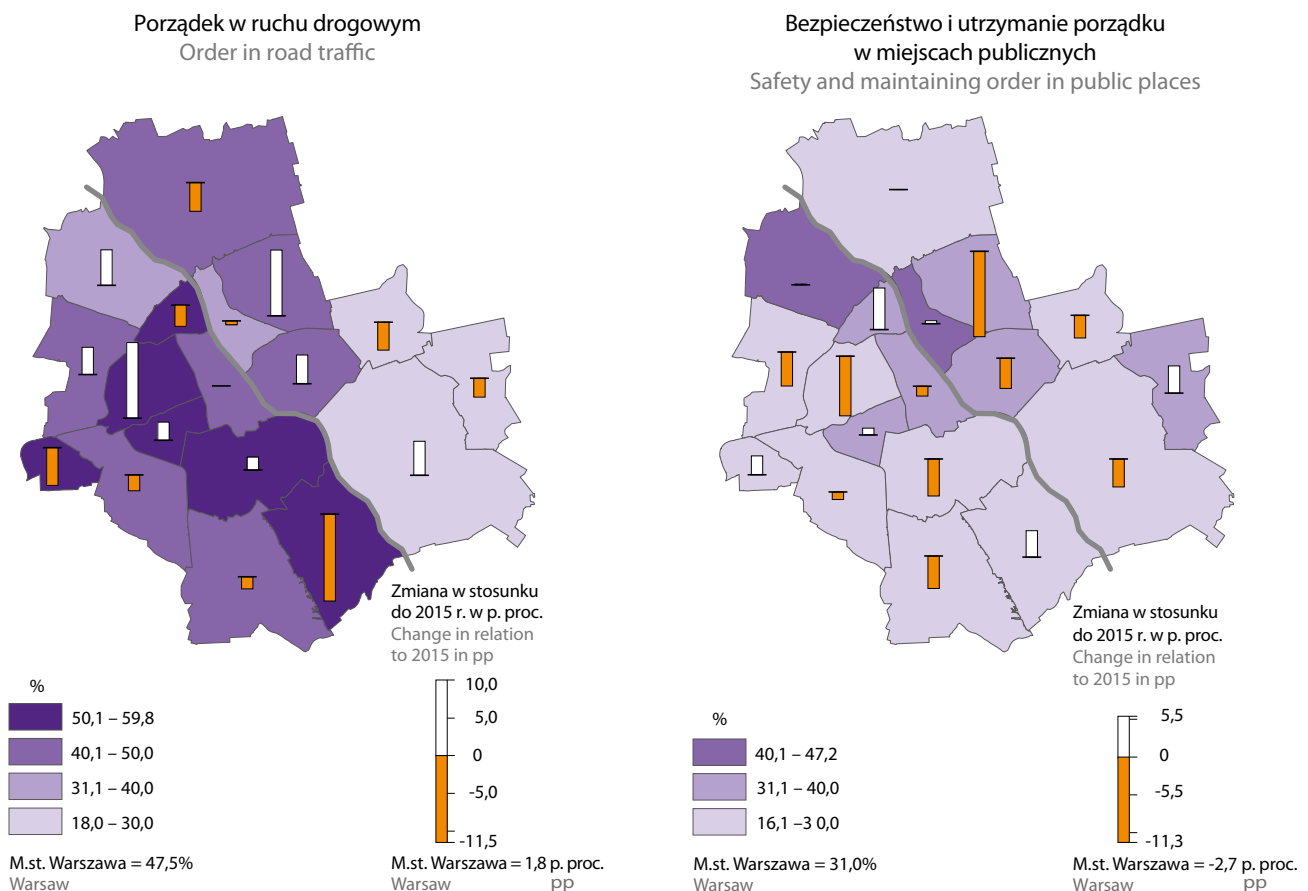 Porządek w ruchu drogowym
Order in road traffic
Zmiana w stosunku
do 2015 r. w p. proc.
Change in relation
to 2015 in pp
%
50,1 – 59,8
40,1 – 50,0
31,1 – 40,0
18,0 – 30,0
10,0
5,0
0
-5,0
-11,5
M.st. Warszawa = 47,5%
Warsaw
M.st. Warszawa = 1,8 p. proc.
Warsaw pp
Bezpieczeństwo i utrzymanie porządku
w miejscach publicznych
Safety and maintaining order in public places
Zmiana w stosunku
do 2015 r. w p. proc.
Change in relation
to 2015 in pp
%
40,1 – 47,2
31,1 – 40,0
16,1 –3 0,0
5,5
0
-5,5
-11,3
M.st. Warszawa = 31,0%
Warsaw
M.st. Warszawa = -2,7 p. proc.
Warsaw pp